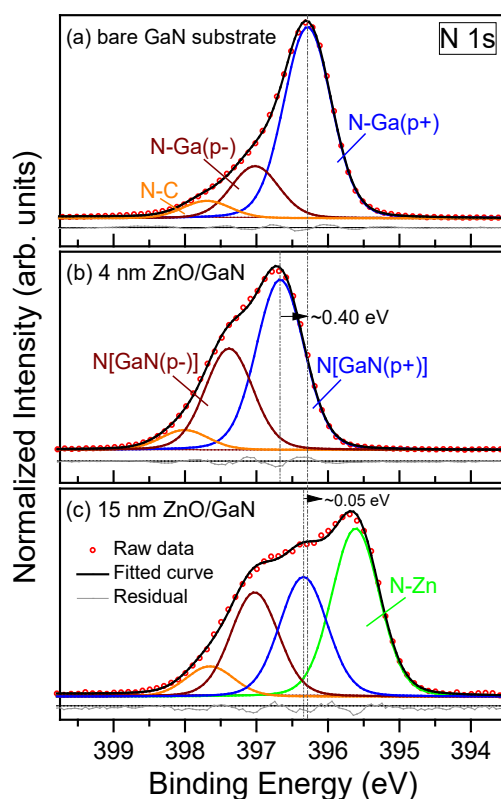 (a) bare GaN substrate
N 1s
N-Ga(p-)
N-Ga(p+)
N-C
(b) 4 nm ZnO/GaN
~0.40 eV
N[GaN(p-)]
N[GaN(p+)]
(c) 15 nm ZnO/GaN
~0.05 eV
Raw data
Fitted curve
Residual
N-Zn
399 398 397 396 395 394
Binding Energy (eV)
Normalized Intensity (arb. units)